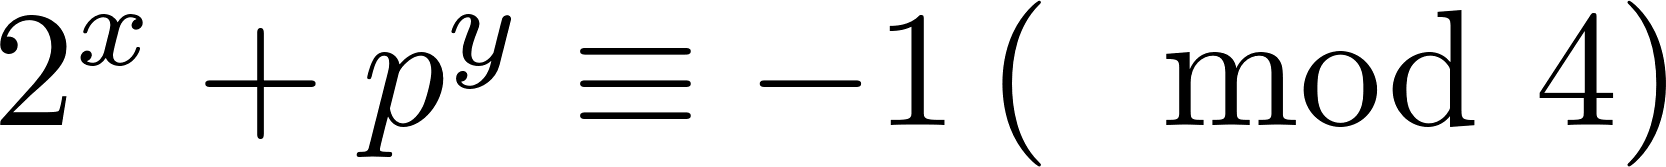 2^x + p^y ≡ −1 ( mod 4)